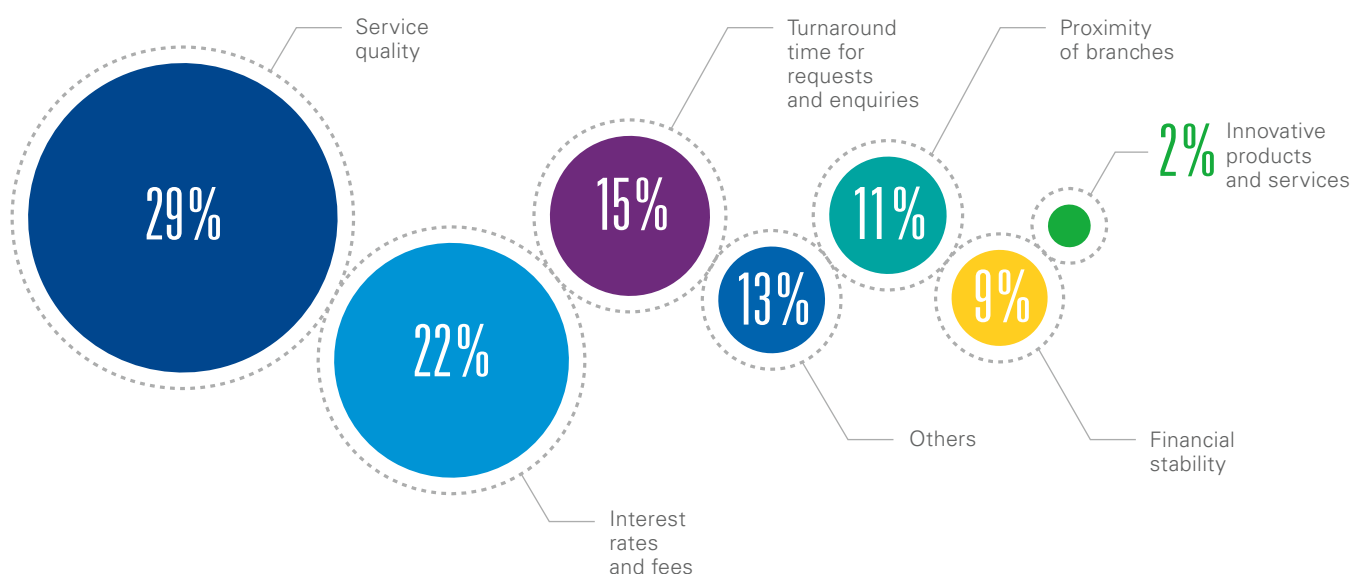 Service
quality
29%
22%
Interest
rates
and fees
15%
Turnaround
time for
requests
and enquiries
13%
Others
11%
Proximity
of branches
9%
Financial
stability
2%
Innovative
products
and services